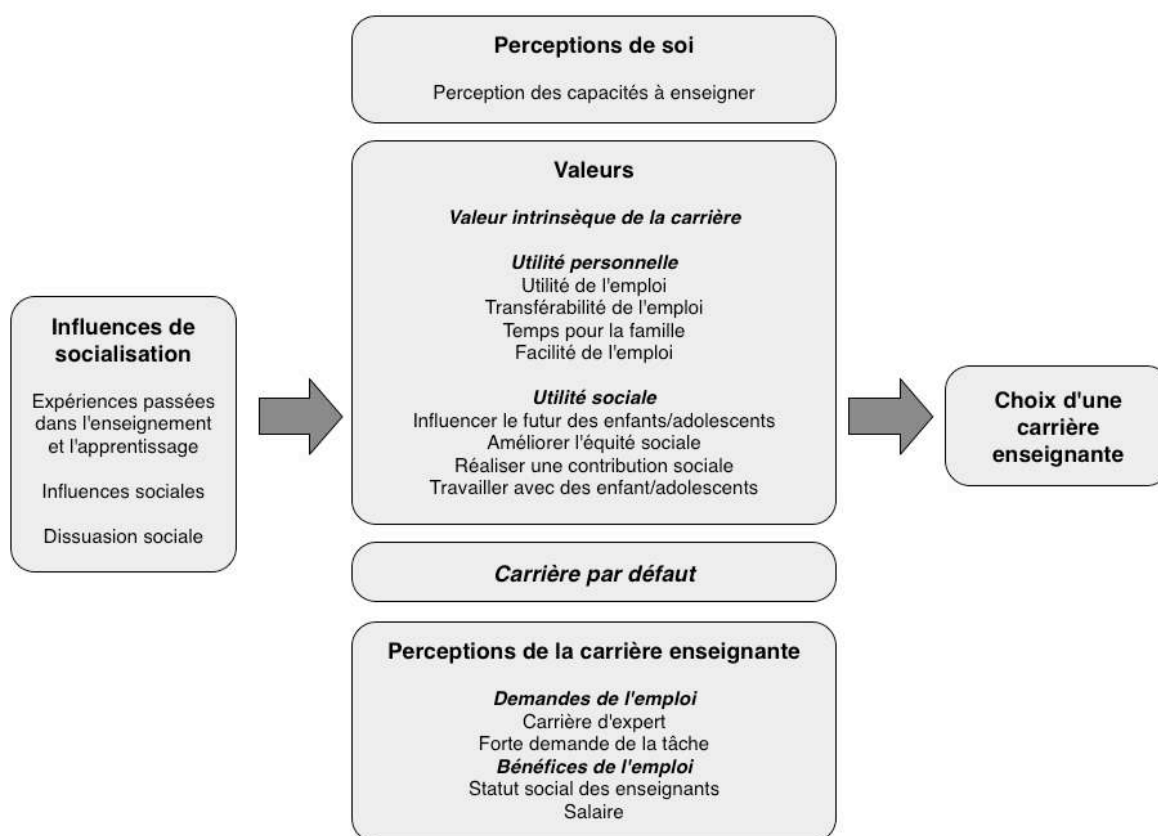 Perceptions de soi
Perception des capacités à enseigner
Valeurs
Valeur intrinsèque de la carrière
Utilité personnelle
Utilité de l'emploi
Transférabilité de l'emploi
Temps pour la famille
Facilité de l'emploi
Utilité sociale
Influencer le futur des enfants/adolescents
Améliorer l'équité sociale
Réaliser une contribution sociale
Travailler avec des enfant/adolescents
Influences de
socialisation
Expériences passées
dans l'enseignement
et l'apprentissage
Influences sociales
Dissuasion sociale
Choix d'une
carrière
enseignante
Carrière par défaut
Perceptions de la carrière enseignante
Demandes de l'emploi
Carrière d'expert
Forte demande de la tâche
Bénéfices de l'emploi
Statut social des enseignants
Salaire